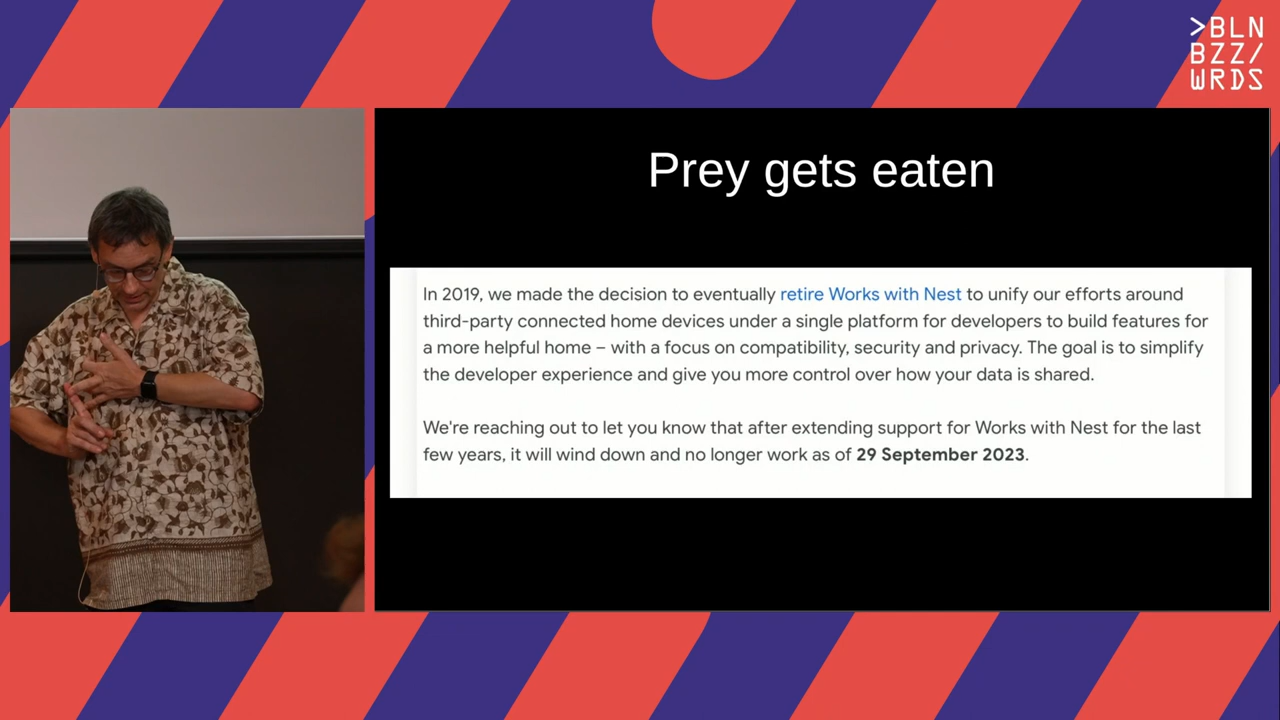 >BLN
BZZ/
WRDS
Prey gets eaten
In 2019, we made the decision to eventually retire Works with Nest to unify our efforts around
third-party connected home devices under a single platform for developers to build features for
a more helpful home – with a focus on compatibility, security and privacy. The goal is to simplify
the developer experience and give you more control over how your data is shared.
We're reaching out to let you know that after extending support for Works with Nest for the last
few years, it will wind down and no longer work as of 29 September 2023.